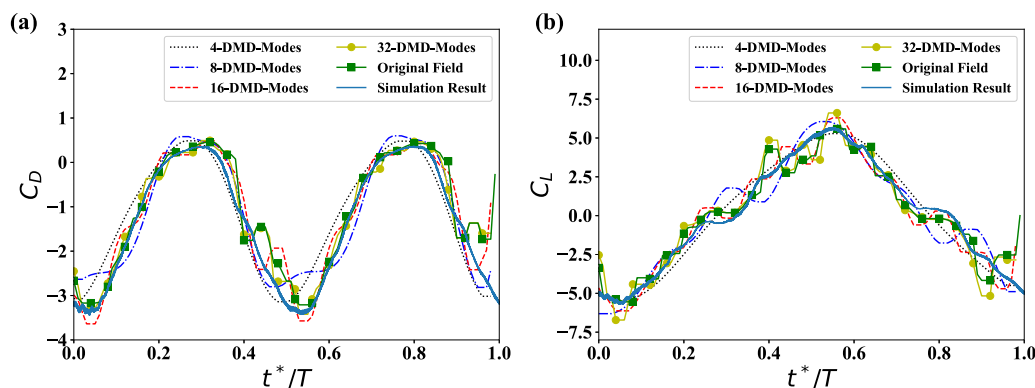 (a)
3
2
1
0
−1
−2
−3
−4
C_D
4-DMD-Modes
8-DMD-Modes
16-DMD-Modes
32-DMD-Modes
Original Field
Simulation Result
0.0 0.2 0.4 0.6 0.8 1.0
t*/T
(b)
10.0
7.5
5.0
2.5
0.0
−2.5
−5.0
−7.5
C_L
4-DMD-Modes
8-DMD-Modes
16-DMD-Modes
32-DMD-Modes
Original Field
Simulation Result
0.0 0.2 0.4 0.6 0.8 1.0
t*/T